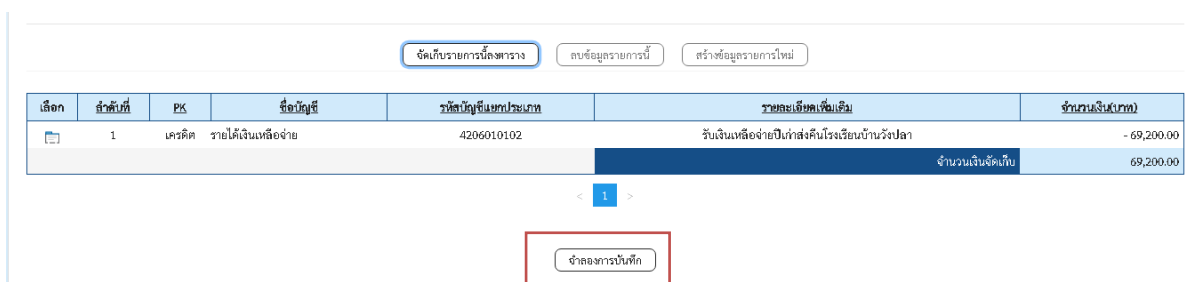 จัดเก็บรายการนี้ลงตาราง ลบข้อมูลรายการนี้ สร้างข้อมูลรายการใหม่
เลือก ลำดับที่ PK ชื่อบัญชี รหัสบัญชีแยกประเภท รายละเอียดเพิ่มเติม จำนวนเงิน(บาท)
1 เครดิต รายได้เงินเหลือจ่าย 4206010102 รับเงินเหลือจ่ายปีเก่าส่งคืนโรงเรียนบ้านวังปลา - 69,200.00
จำนวนเงินจัดเก็บ 69,200.00
< 1 >
จำลองการบันทึก